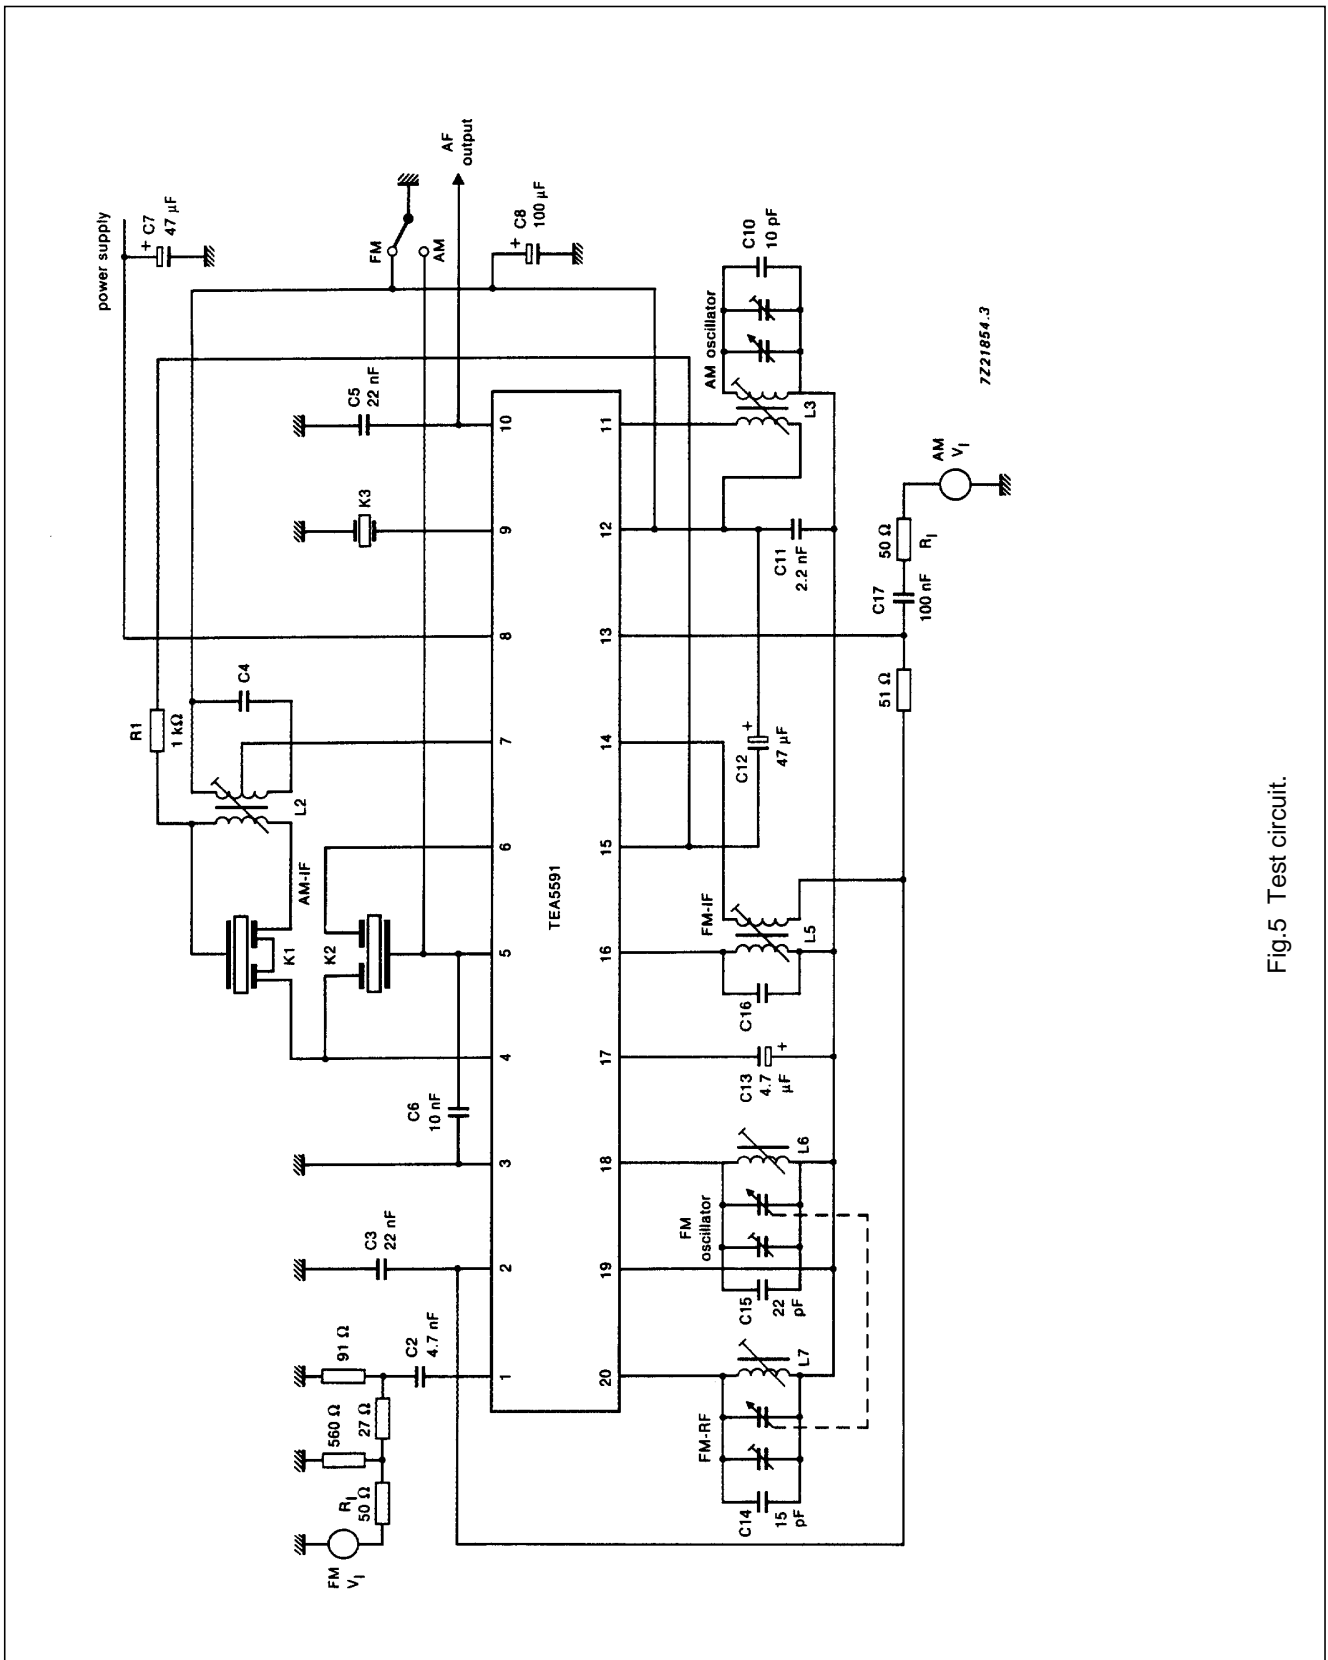 power supply
+ C7
47 µF
AF
output
FM
AM
+ C8
100 µF
R1
1 kΩ
C4
L2
AM-IF
K1
K2
C5
22 nF
K3
C6
10 nF
C3
22 nF
C2
4.7 nF
91 Ω
560 Ω
27 Ω
R_I
50 Ω
FM
V_I
1
2
3
4
5
6
7
8
9
10
TEA5591
20
19
18
17
16
15
14
13
12
11
AM oscillator
C10
10 pF
L3
C11
2.2 nF
C12
+
47 µF
FM-IF
L5
C16
C13
4.7
µF
+
FM
oscillator
L6
C15
22
pF
FM-RF
L7
C14
15
pF
51 Ω
C17
100 nF
50 Ω
R_I
AM
V_I
7Z21854.3
Fig.5 Test circuit.